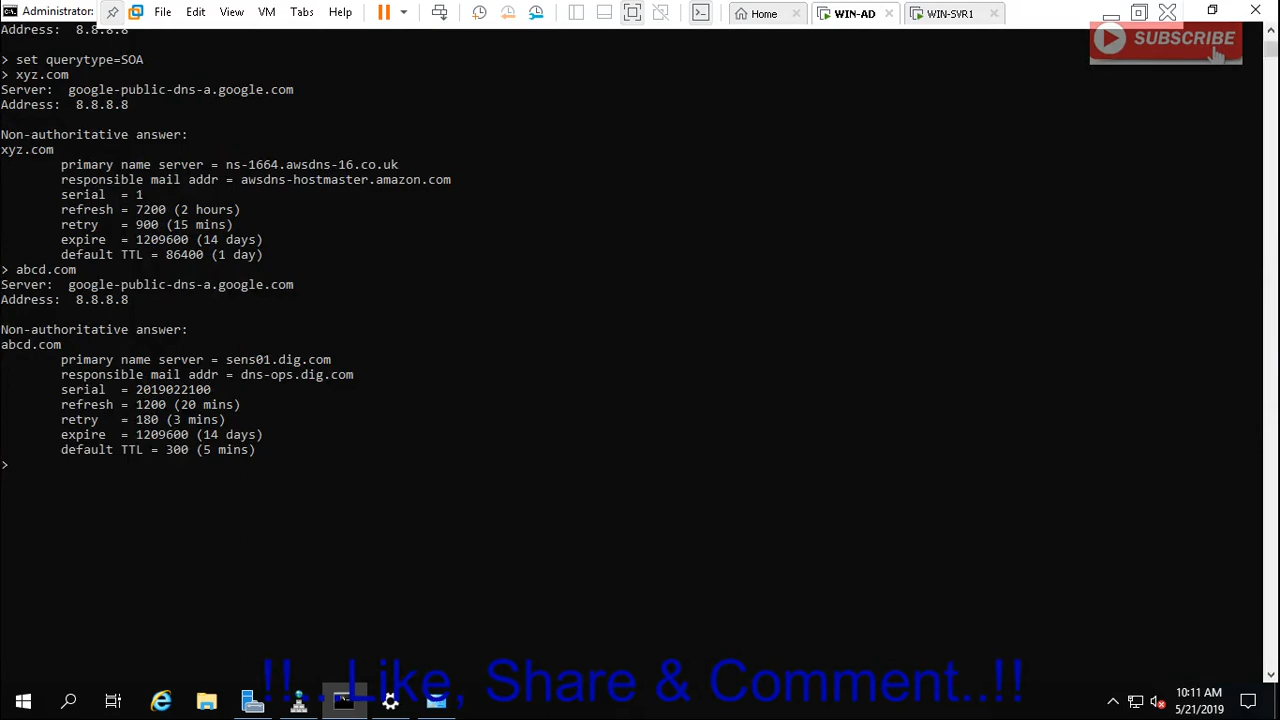 Administrator:
File Edit View VM Tabs Help
Home
WIN-AD
WIN-SVR1
SUBSCRIBE
Address:  8.8.8.8
> set querytype=SOA
> xyz.com
Server:  google-public-dns-a.google.com
Address:  8.8.8.8
Non-authoritative answer:
xyz.com
primary name server = ns-1664.awsdns-16.co.uk
responsible mail addr = awsdns-hostmaster.amazon.com
serial  = 1
refresh = 7200 (2 hours)
retry   = 900 (15 mins)
expire  = 1209600 (14 days)
default TTL = 86400 (1 day)
> abcd.com
Server:  google-public-dns-a.google.com
Address:  8.8.8.8
Non-authoritative answer:
abcd.com
primary name server = sens01.dig.com
responsible mail addr = dns-ops.dig.com
serial  = 2019022100
refresh = 1200 (20 mins)
retry   = 180 (3 mins)
expire  = 1209600 (14 days)
default TTL = 300 (5 mins)
>
!!...Like, Share & Comment..!!
10:11 AM
5/21/2019